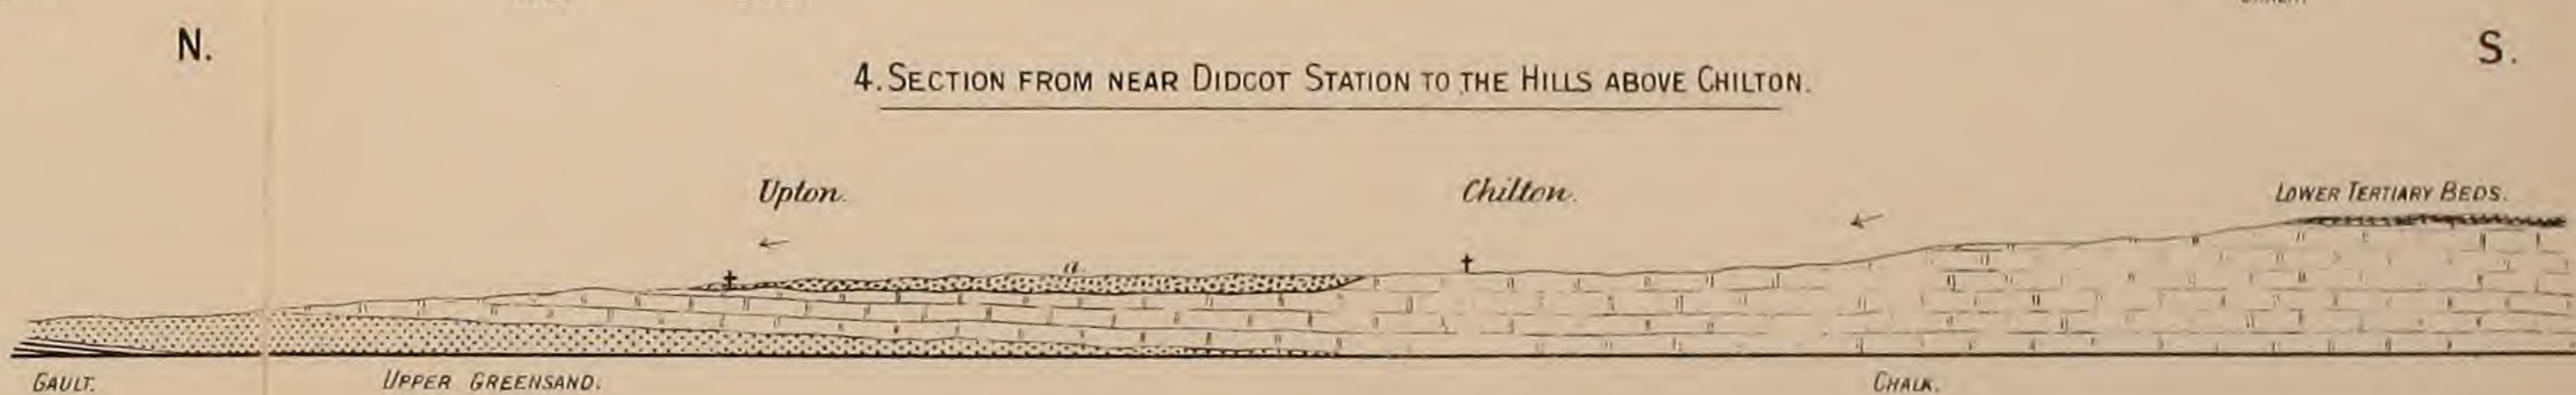 N.
S.
4. SECTION FROM NEAR DIDCOT STATION TO THE HILLS ABOVE CHILTON.
Upton.
Chilton.
LOWER TERTIARY BEDS.
a
GAULT.
UPPER GREENSAND.
CHALK.